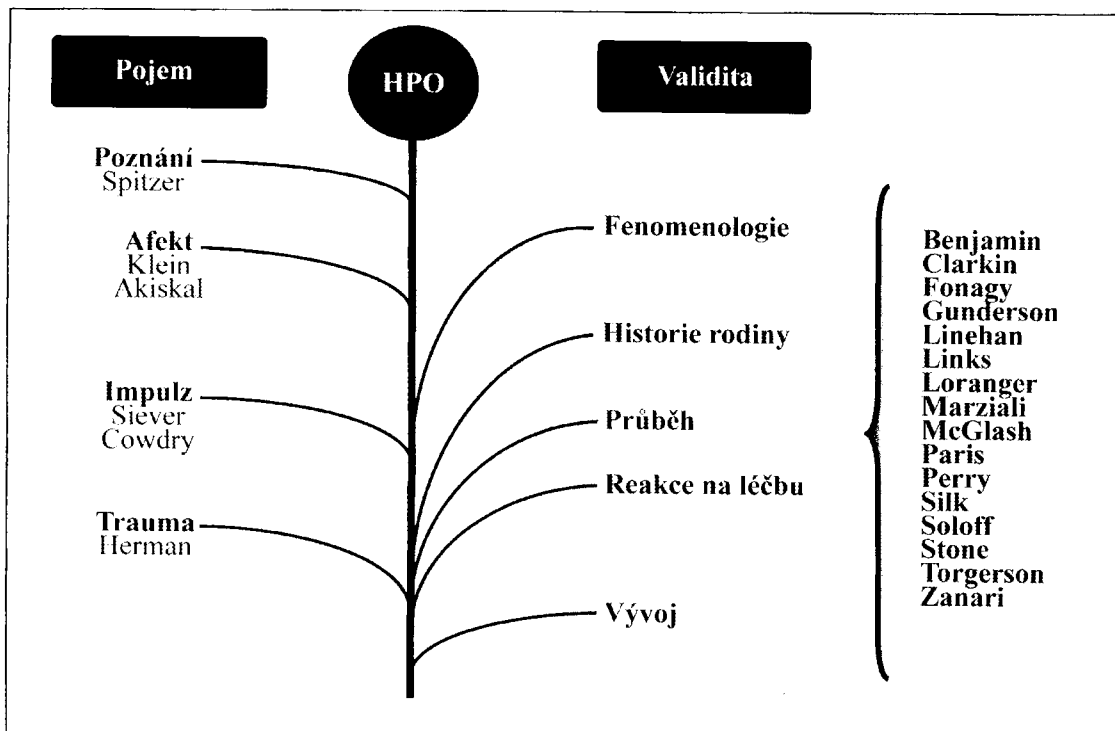 Pojem
HPO
Validita
Poznání
Spitzer
Afekt
Klein
Akiskal
Impulz
Siever
Cowdry
Trauma
Herman
Fenomenologie
Historie rodiny
Průběh
Reakce na léčbu
Vývoj
Benjamin
Clarkin
Fonagy
Gunderson
Linehan
Links
Loranger
Marziali
McGlash
Paris
Perry
Silk
Soloff
Stone
Torgerson
Zanari